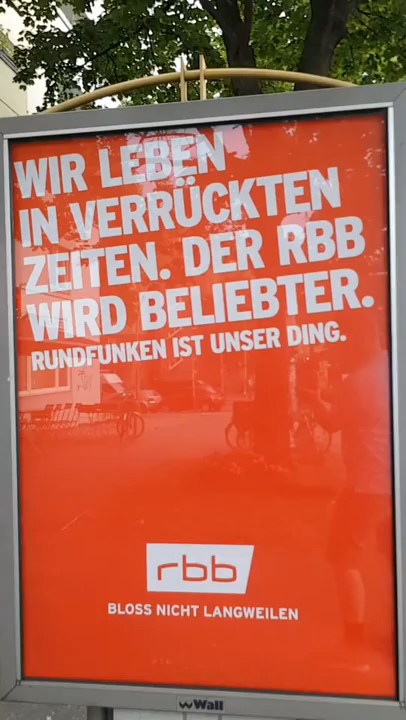 WIR LEBEN
IN VERRÜCKTEN
ZEITEN. DER RBB
WIRD BELIEBTER.
RUNDFUNKEN IST UNSER DING.
rbb
BLOSS NICHT LANGWEILEN
Wall